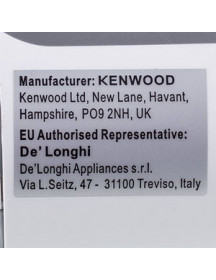 Manufacturer: KENWOOD
Kenwood Ltd, New Lane, Havant,
Hampshire, PO9 2NH, UK
EU Authorised Representative:
De' Longhi
De'Longhi Appliances s.r.l.
Via L.Seitz, 47 - 31100 Treviso, Italy